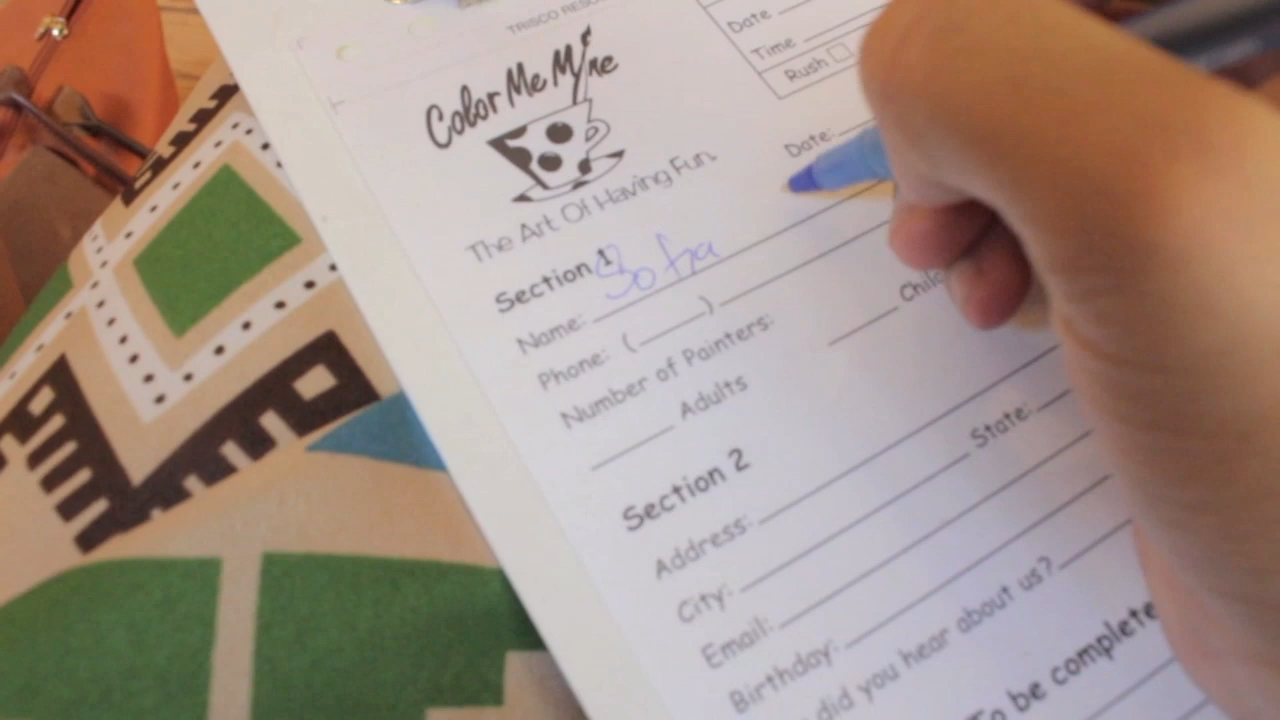 TRISCO RESO
Date
Time
Rush
Color Me Mine
The Art Of Having Fun.
Date:
Section 1
Name: Sofia
Phone: ( )
Number of Painters:
Adults Child
Section 2
Address:
City: State:
Email:
Birthday:
did you hear about us?
To be complete